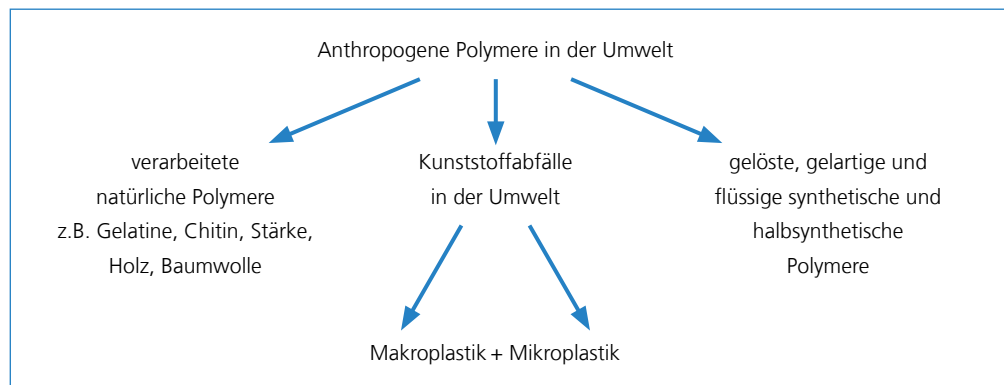 Anthropogene Polymere in der Umwelt
verarbeitete
natürliche Polymere
z.B. Gelatine, Chitin, Stärke,
Holz, Baumwolle
Kunststoffabfälle
in der Umwelt
gelöste, gelartige und
flüssige synthetische und
halbsynthetische
Polymere
Makroplastik + Mikroplastik